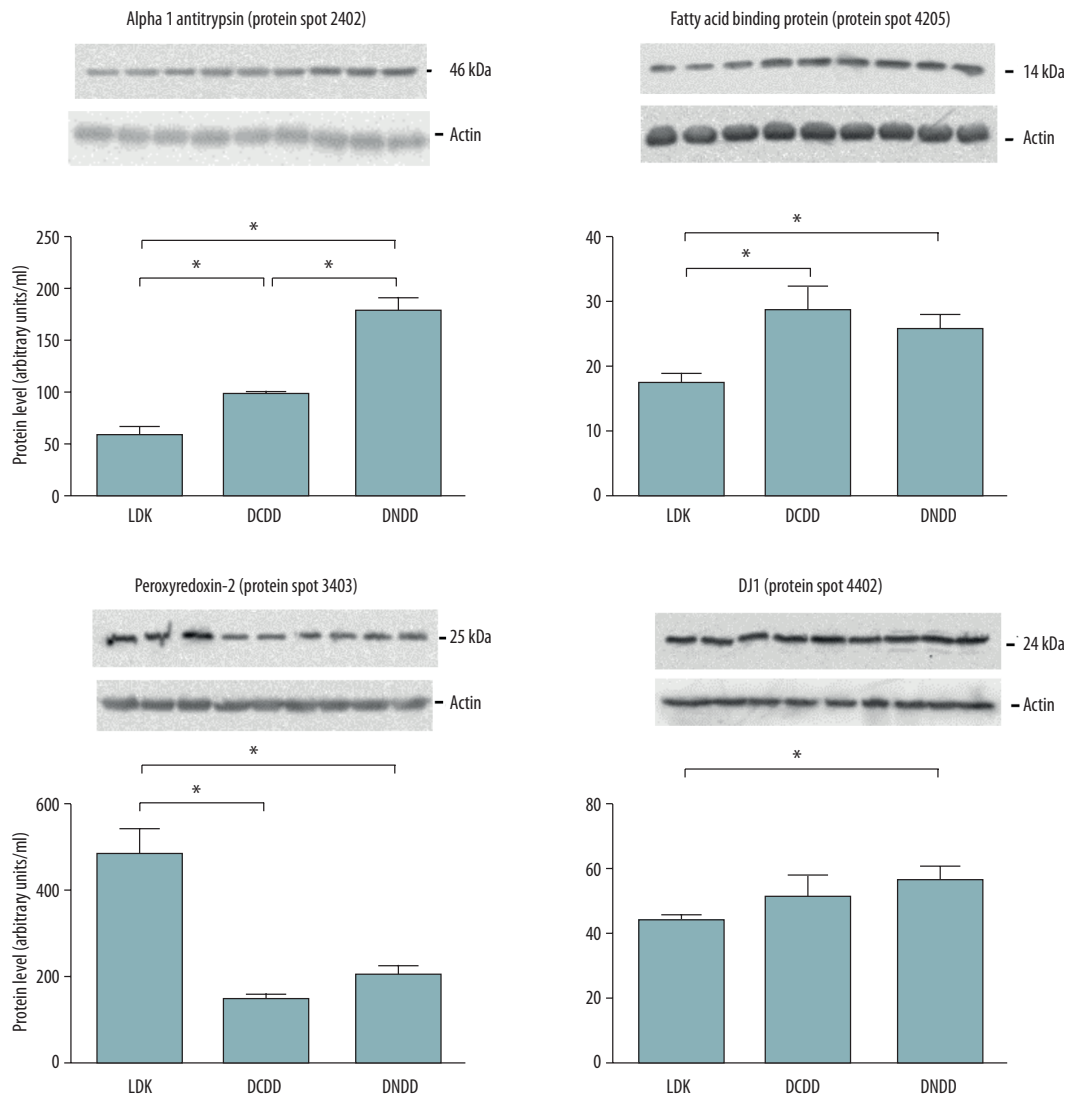 Alpha 1 antitrypsin (protein spot 2402)
46 kDa
Actin
*
* *
Protein level (arbitrary units/ml)
250
200
150
100
50
0
LDK DCDD DNDD
Fatty acid binding protein (protein spot 4205)
14 kDa
Actin
*
*
40
30
20
10
0
LDK DCDD DNDD
Peroxyredoxin-2 (protein spot 3403)
25 kDa
Actin
*
*
Protein level (arbitrary units/ml)
600
400
200
0
LDK DCDD DNDD
DJ1 (protein spot 4402)
24 kDa
Actin
*
80
60
40
20
0
LDK DCDD DNDD